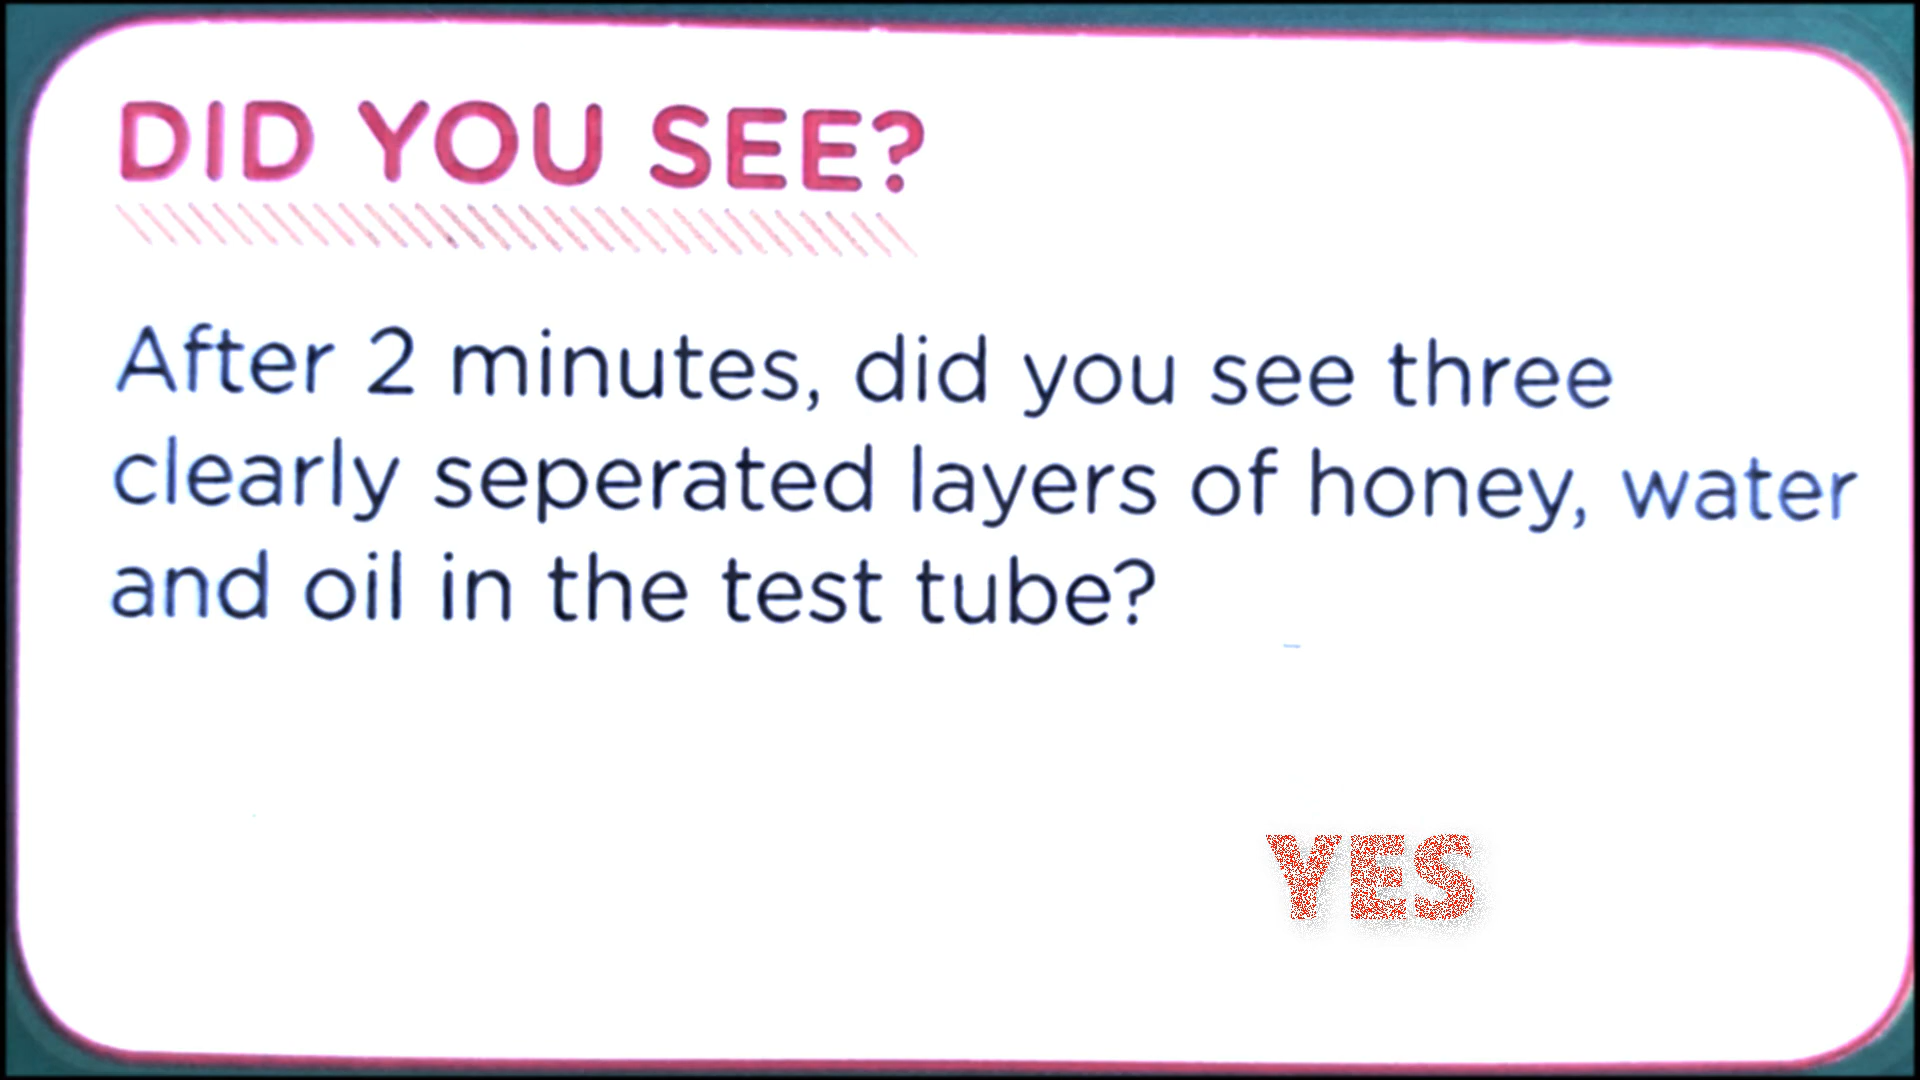 DID YOU SEE?
After 2 minutes, did you see three
clearly seperated layers of honey, water
and oil in the test tube?
YES